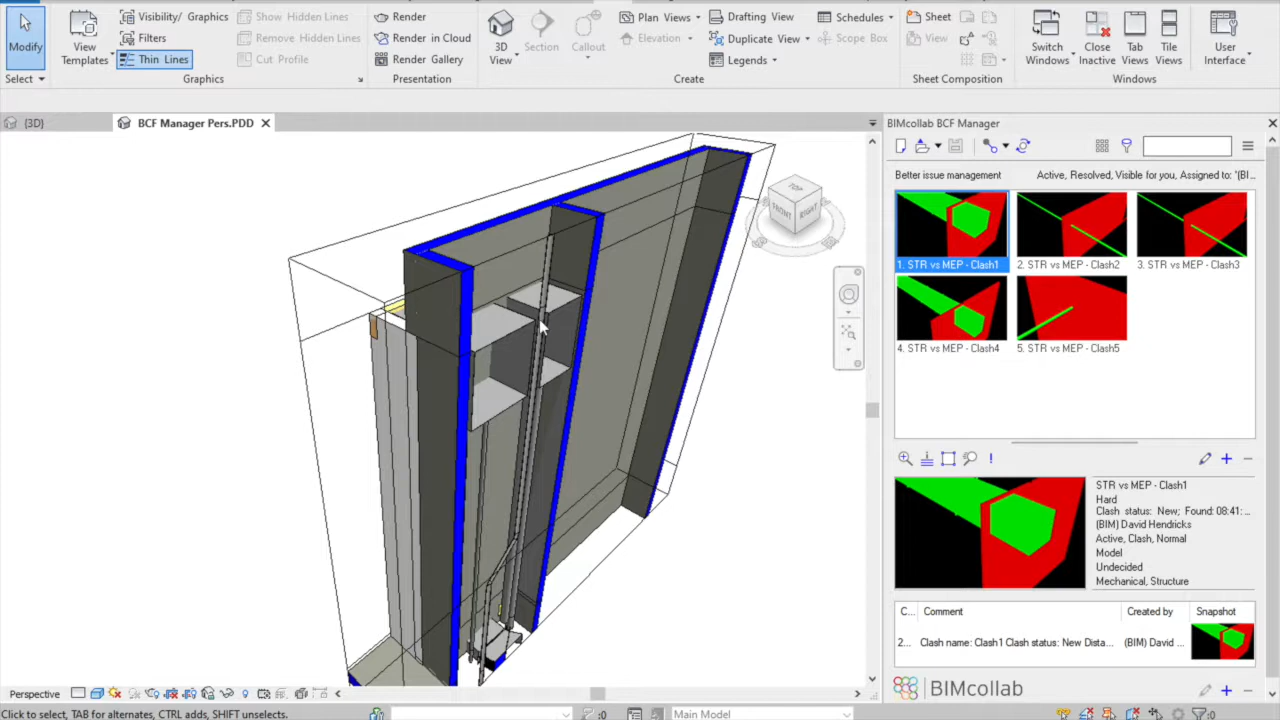 Modify
Select
View
Templates
Visibility/ Graphics
Filters
Thin Lines
Show Hidden Lines
Remove Hidden Lines
Cut Profile
Graphics
Render
Render in Cloud
Render Gallery
Presentation
3D
View
Section
Callout
Plan Views
Elevation
Drafting View
Duplicate View
Legends
Schedules
Scope Box
Create
Sheet
View
Sheet Composition
Switch
Windows
Close
Inactive
Tab
Views
Tile
Views
Windows
User
Interface
{3D}
BCF Manager Pers.PDD
TOP
FRONT
RIGHT
BIMcollab BCF Manager
Better issue management
Active, Resolved, Visible for you, Assigned to: '(BI...
1. STR vs MEP - Clash1
2. STR vs MEP - Clash2
3. STR vs MEP - Clash3
4. STR vs MEP - Clash4
5. STR vs MEP - Clash5
STR vs MEP - Clash1
Hard
Clash status: New; Found: 08:41:...
(BIM) David Hendricks
Active, Clash, Normal
Model
Undecided
Mechanical, Structure
C... Comment Created by Snapshot
2... Clash name: Clash1 Clash status: New Dista... (BIM) David ...
BIMcollab
Perspective
Click to select, TAB for alternates, CTRL adds, SHIFT unselects.
:0
Main Model
:0